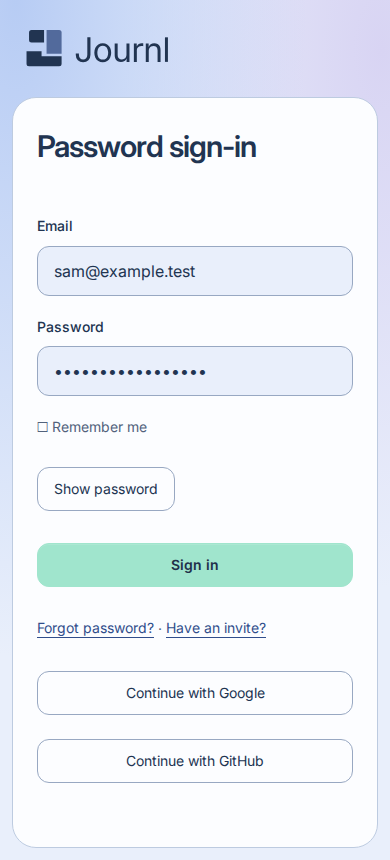 Journl
Password sign-in
Email
sam@example.test
Password
•••••••••••••••••
☐ Remember me
Show password
Sign in
Forgot password? · Have an invite?
Continue with Google
Continue with GitHub